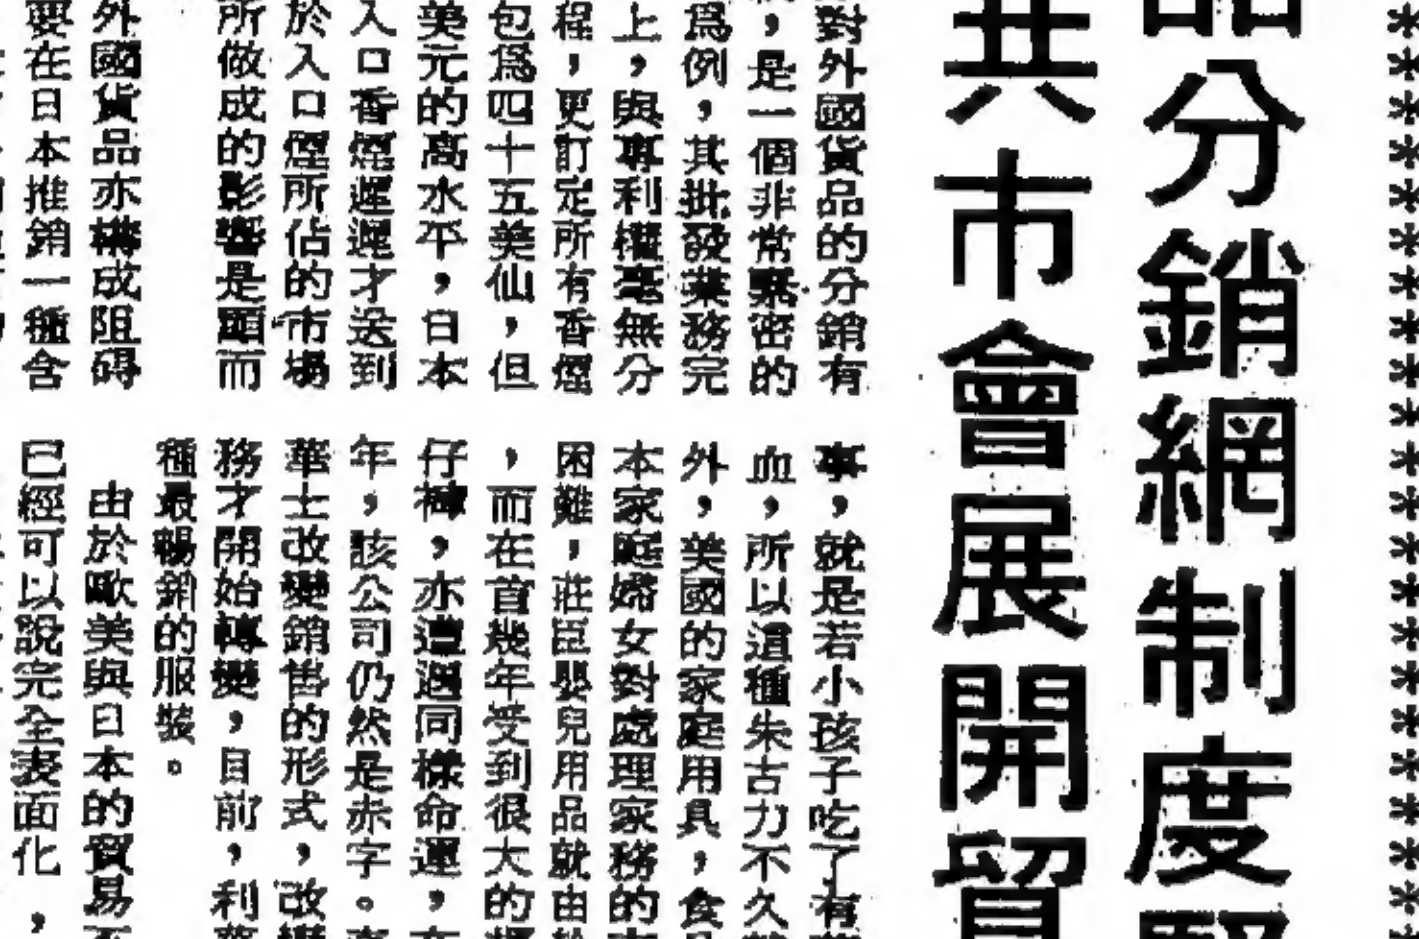 品分銷網制度
共市會展開貿
對外國貨品的分銷有
，是一個非常緊密的
爲例，其批發業務完
上，與專利權毫無分
程，更訂定所有香煙
包爲四十五美仙，但
美元的高水平，日本
入口香煙遲遲才送到
於入口煙所佔的市場
所做成的影響是顯而
外國貨品亦構成阻碍
要在日本推銷一種含
事，就是若小孩子吃了有
血，所以這種朱古力不久
外，美國的家庭用具，食
本家庭婦女對處理家務的
困難，莊臣嬰兒用品就由於
，而在首幾年受到很大的
仔褲，亦遭遇同樣命運，
年，該公司仍然是赤字。
華士改變銷售的形式，改變
務才開始轉變，目前，利
種最暢銷的服裝。
由於歐美與日本的貿易不
已經可以說完全表面化，